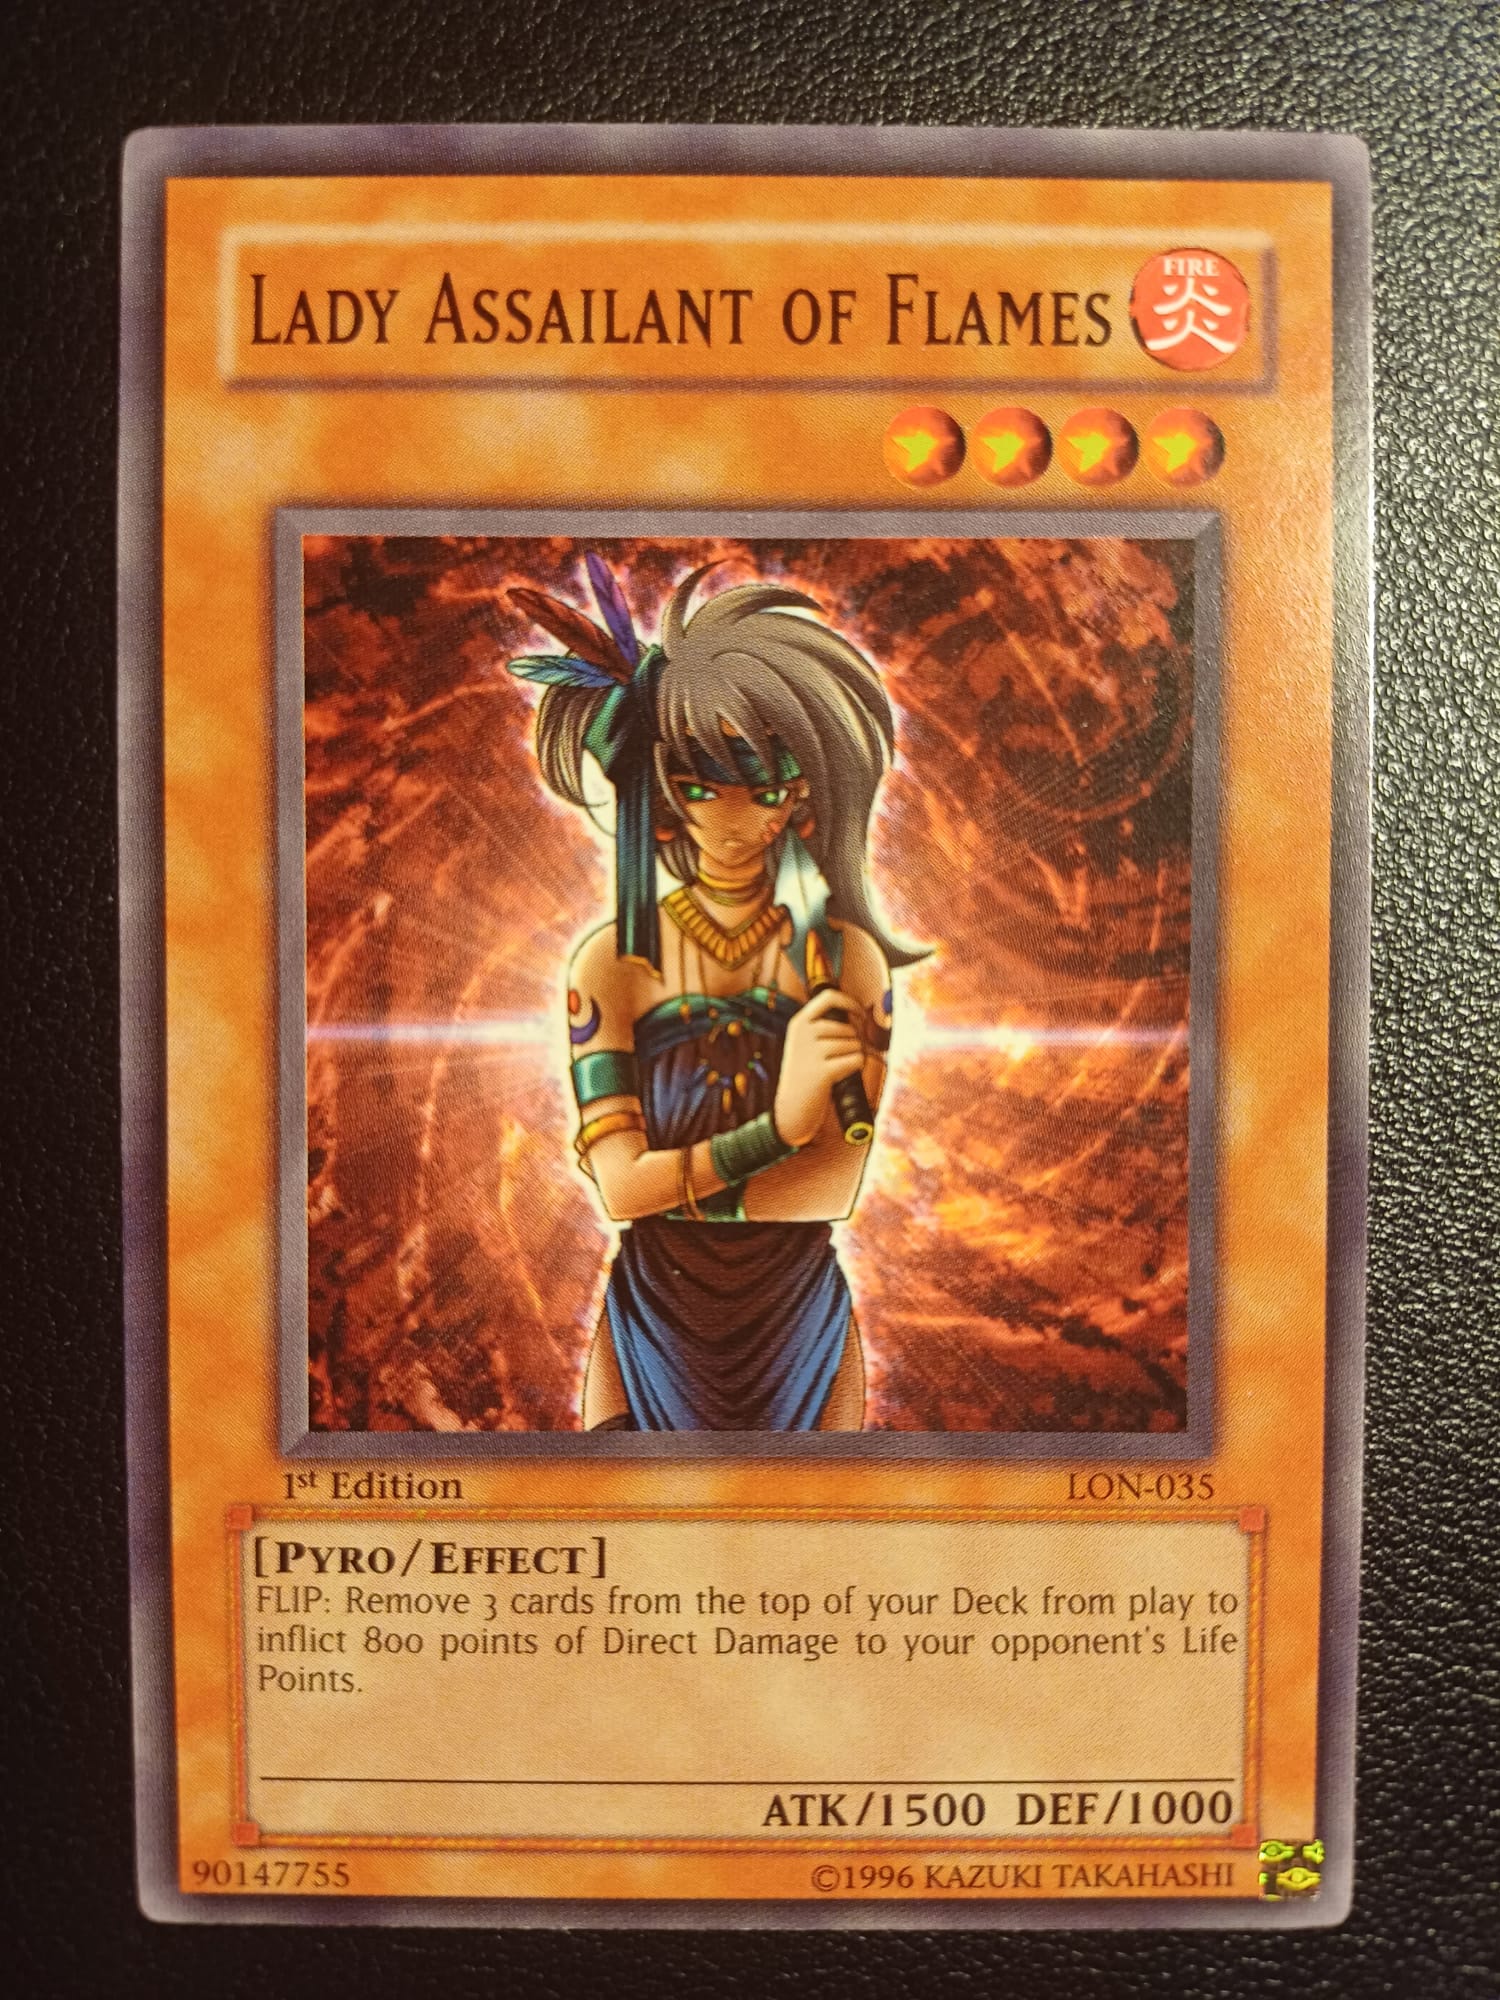 LADY ASSAILANT OF FLAMES
FIRE
炎
1st Edition
LON-035
[PYRO/EFFECT]
FLIP: Remove 3 cards from the top of your Deck from play to
inflict 800 points of Direct Damage to your opponent's Life
Points.
ATK/1500 DEF/1000
90147755
©1996 KAZUKI TAKAHASHI